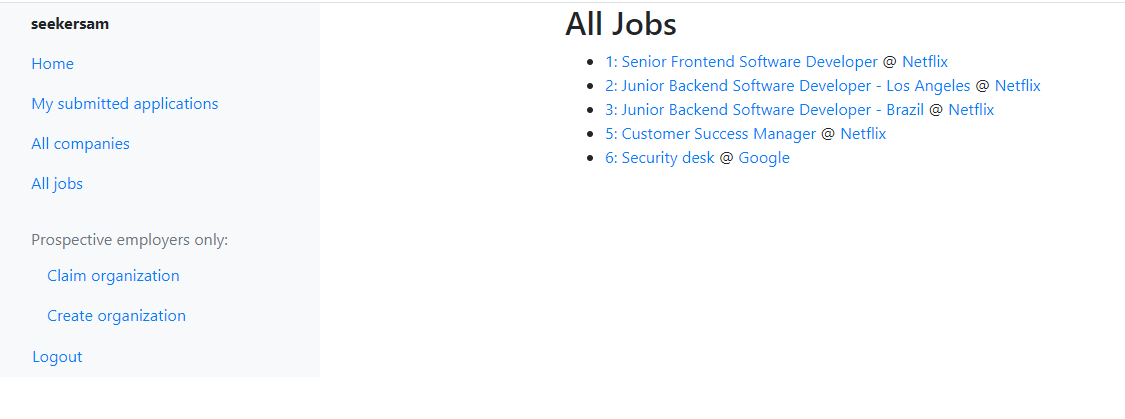 seekersam
Home
My submitted applications
All companies
All jobs
Prospective employers only:
Claim organization
Create organization
Logout
All Jobs
1: Senior Frontend Software Developer @ Netflix
2: Junior Backend Software Developer - Los Angeles @ Netflix
3: Junior Backend Software Developer - Brazil @ Netflix
5: Customer Success Manager @ Netflix
6: Security desk @ Google